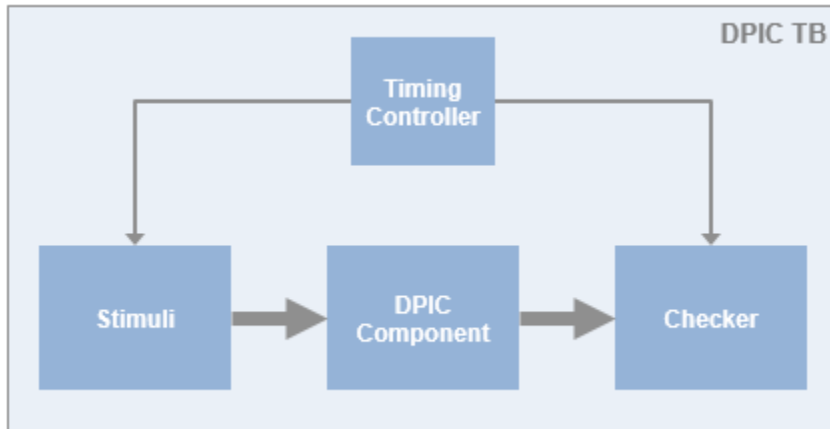 DPIC TB
Timing
Controller
Stimuli
DPIC
Component
Checker